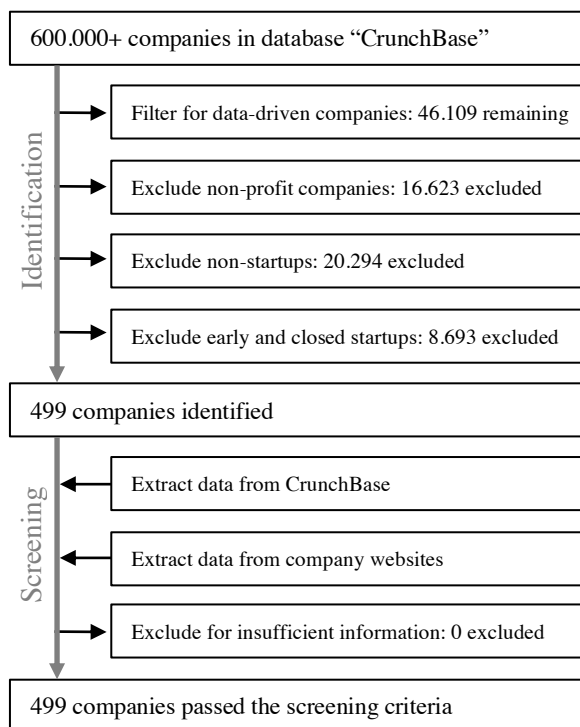 600.000+ companies in database “CrunchBase”
Identification
Filter for data-driven companies: 46.109 remaining
Exclude non-profit companies: 16.623 excluded
Exclude non-startups: 20.294 excluded
Exclude early and closed startups: 8.693 excluded
499 companies identified
Screening
Extract data from CrunchBase
Extract data from company websites
Exclude for insufficient information: 0 excluded
499 companies passed the screening criteria